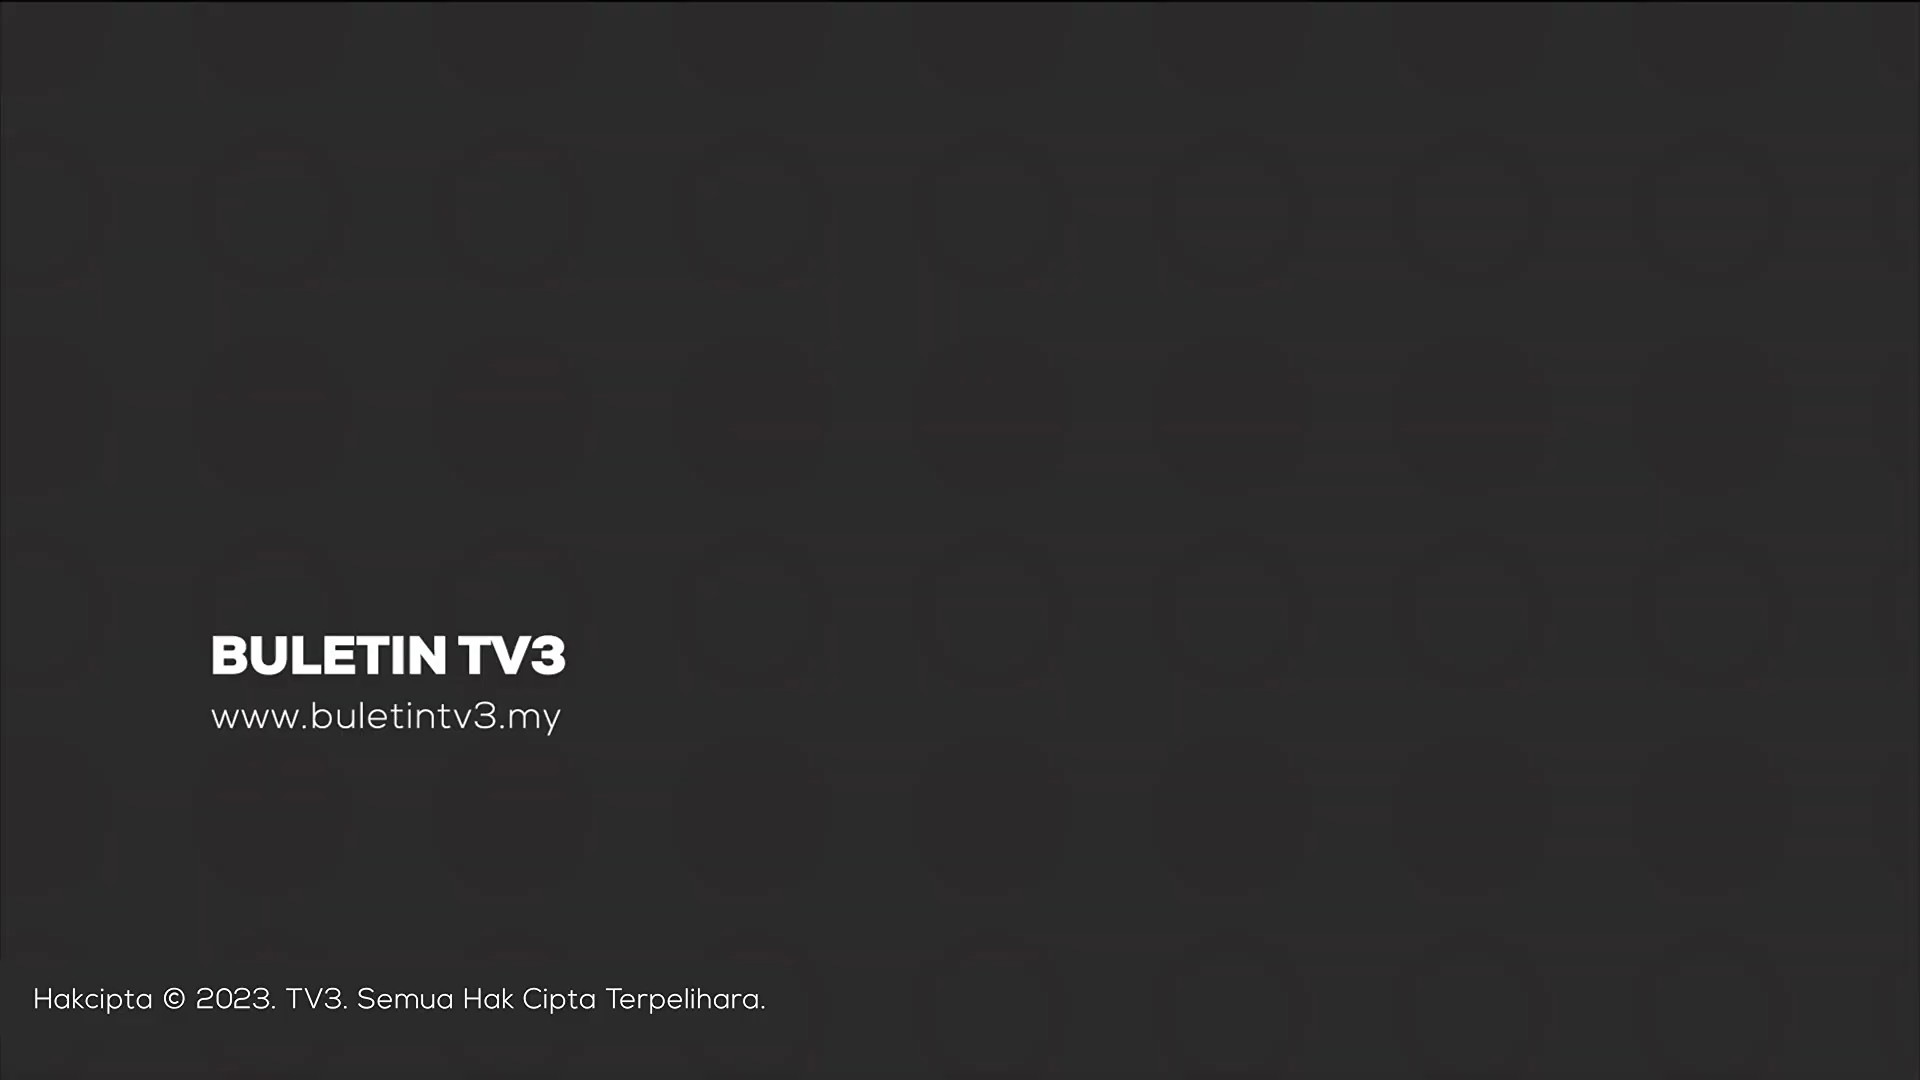 BULETIN TV3
www.buletintv3.my
Hakcipta © 2023. TV3. Semua Hak Cipta Terpelihara.